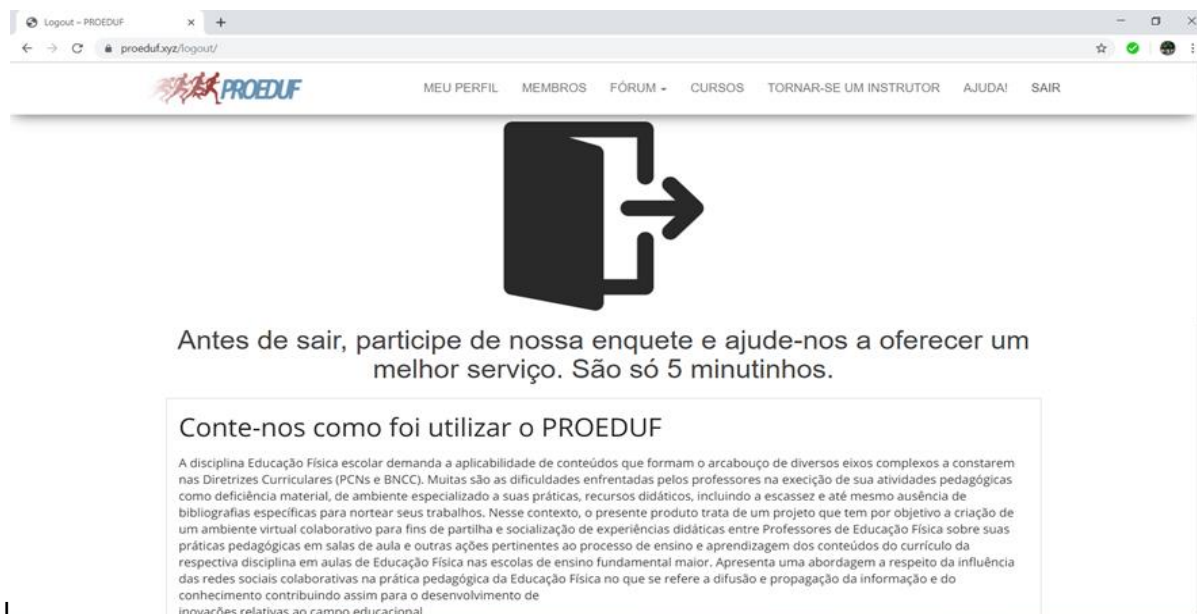 Logout – PROEDUF
proeduf.xyz/logout/
PROEDUF
MEU PERFIL MEMBROS FÓRUM CURSOS TORNAR-SE UM INSTRUTOR AJUDA! SAIR
Antes de sair, participe de nossa enquete e ajude-nos a oferecer um
melhor serviço. São só 5 minutinhos.
Conte-nos como foi utilizar o PROEDUF
A disciplina Educação Física escolar demanda a aplicabilidade de conteúdos que formam o arcabouço de diversos eixos complexos a constarem
nas Diretrizes Curriculares (PCNs e BNCC). Muitas são as dificuldades enfrentadas pelos professores na execição de sua atividades pedagógicas
como deficiência material, de ambiente especializado a suas práticas, recursos didáticos, incluindo a escassez e até mesmo ausência de
bibliografias específicas para nortear seus trabalhos. Nesse contexto, o presente produto trata de um projeto que tem por objetivo a criação de
um ambiente virtual colaborativo para fins de partilha e socialização de experiências didáticas entre Professores de Educação Física sobre suas
práticas pedagógicas em salas de aula e outras ações pertinentes ao processo de ensino e aprendizagem dos conteúdos do currículo da
respectiva disciplina em aulas de Educação Física nas escolas de ensino fundamental maior. Apresenta uma abordagem a respeito da influência
das redes sociais colaborativas na prática pedagógica da Educação Física no que se refere a difusão e propagação da informação e do
conhecimento contribuindo assim para o desenvolvimento de
inovações relativas ao campo educacional